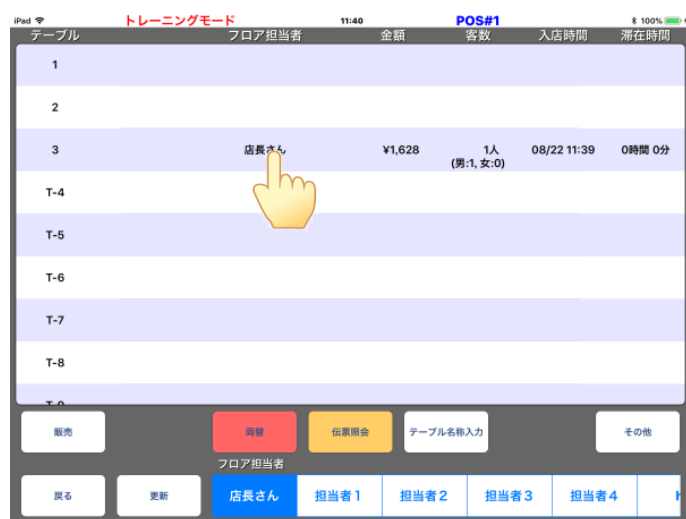 iPad トレーニングモード 11:40 POS#1 100%
テーブル フロア担当者 金額 客数 入店時間 滞在時間
1
2
3 店長さん ¥1,628 1人 08/22 11:39 0時間 0分
(男:1, 女:0)
T-4
T-5
T-6
T-7
T-8
販売 両替 伝票照会 テーブル名称入力 その他
フロア担当者
戻る 更新 店長さん 担当者1 担当者2 担当者3 担当者4